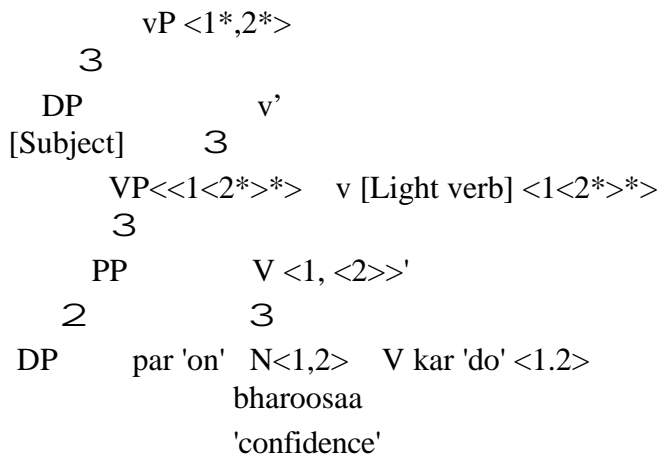 vP <1*,2*>
3
DP v’
[Subject] 3
VP<<1<2*>*> v [Light verb] <1<2*>*>
3
PP V <1, <2>>'
2 3
DP par 'on' N<1,2> V kar 'do' <1.2>
bharoosaa
'confidence'